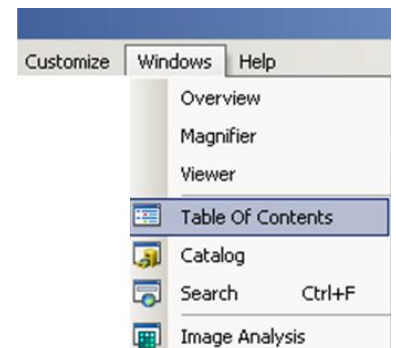 Customize Windows Help
Overview
Magnifier
Viewer
Table Of Contents
Catalog
Search Ctrl+F
Image Analysis